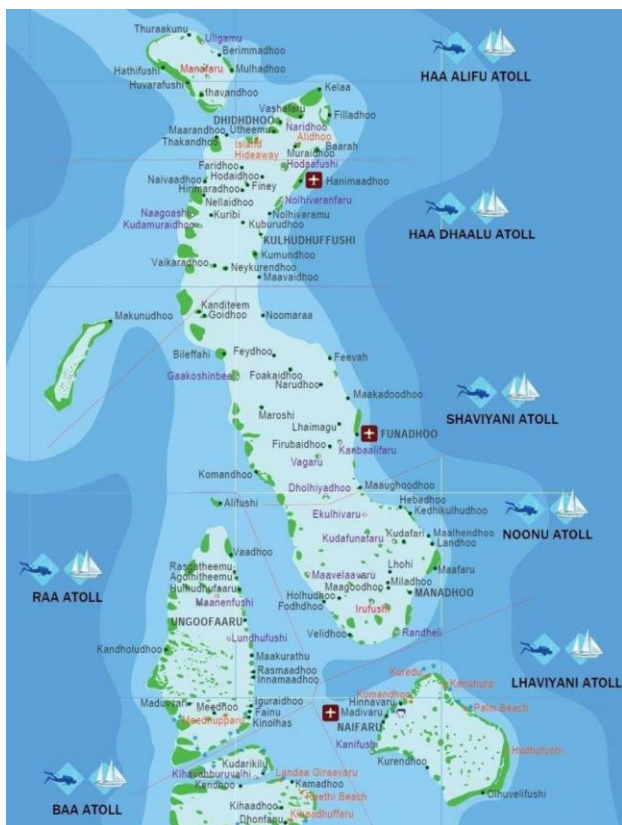 Thuraakunu
Uligamu
Berimmadhoo
HAA ALIFU ATOLL
Hathifushi
Manafaru
Mulhadhoo
Huvarafushi
Ihavandhoo
Kelaa
Vashafaru
Filladhoo
DHIDHDHOO
Naridhoo
Maarandhoo
Utheemu
Alidhoo
Thakandhoo
Island
Hideaway
Muraidhoo
Baarah
Hodaafushi
Faridhoo
Hodaidhoo
Hanimaadhoo
Naivaadhoo
Finey
Hirimaradhoo
Nellaidhoo
Nolhivaranfaru
Naagoashi
Kuribi
Nolhivaramu
HAA DHAALU ATOLL
Kudamuraidhoo
Kuburudhoo
KULHUDHUFFUSHI
Kumundhoo
Vaikaradhoo
Neykurendhoo
Maavaidhoo
Kanditeem
Goidhoo
Noomaraa
Makunudhoo
Bileffahi
Feydhoo
Feevah
Gaakoshinbee
Foakaidhoo
Narudhoo
Maakadoodhoo
SHAVIYANI ATOLL
Maroshi
Lhaimagu
FUNADHOO
Firubaidhoo
Kanbaalifaru
Vagaru
Komandhoo
Dholhiyadhoo
Maaughoodhoo
Alifushi
Hebadhoo
Kedhikulhudhoo
Ekulhivaru
NOONU ATOLL
Kudafari
Maalhendhoo
Kudafunafaru
Landhoo
Vaadhoo
Rasgatheemu
Lhohi
Maafaru
RAA ATOLL
Agolhitheemu
Maavelaavaru
Miladhoo
Hulhudhufaaru
Maagoodhoo
MANADHOO
Maanenfushi
Holhudhoo
Fodhdhoo
Irufushi
UNGOOFAARU
Velidhoo
Randheli
Lundhufushi
Kandholudhoo
Maakurathu
LHAVIYANI ATOLL
Rasmaadhoo
Kuredu
Innamaadhoo
Kanuhura
Komandhoo
Maduvvari
Meedhoo
Iguraidhoo
Hinnavaru
Palm Beach
Meedhupparu
Fainu
Madivaru
Kinolhas
NAIFARU
Kanifushi
Hudhufushi
Kudarikilu
Kurendhoo
Kihavahhuruvalhi
Landaa Giraavaru
BAA ATOLL
Kendhoo
Kamadhoo
Reethi Beach
Olhuvelifushi
Kihaadhoo
Kihaadhuffaru
Dhonfanu